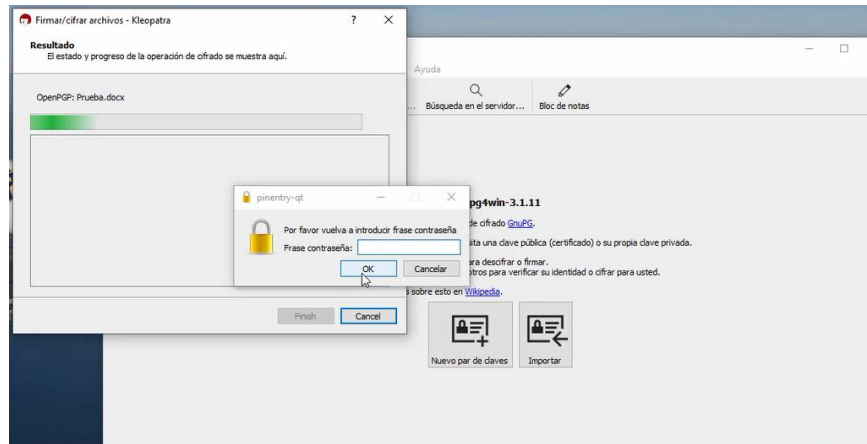 Firmar/cifrar archivos - Kleopatra
Resultado
El estado y progreso de la operación de cifrado se muestra aquí.
OpenPGP: Prueba.docx
Ayuda
... Búsqueda en el servidor... Bloc de notas
pinentry-qt
Por favor vuelva a introducir frase contraseña
Frase contraseña:
OK Cancelar
Finish Cancel
pg4win-3.1.11
de cifrado GnuPG.
ita una clave pública (certificado) o su propia clave privada.
ara descifrar o firmar.
otros para verificar su identidad o cifrar para usted.
s sobre esto en Wikipedia.
Nuevo par de claves Importar